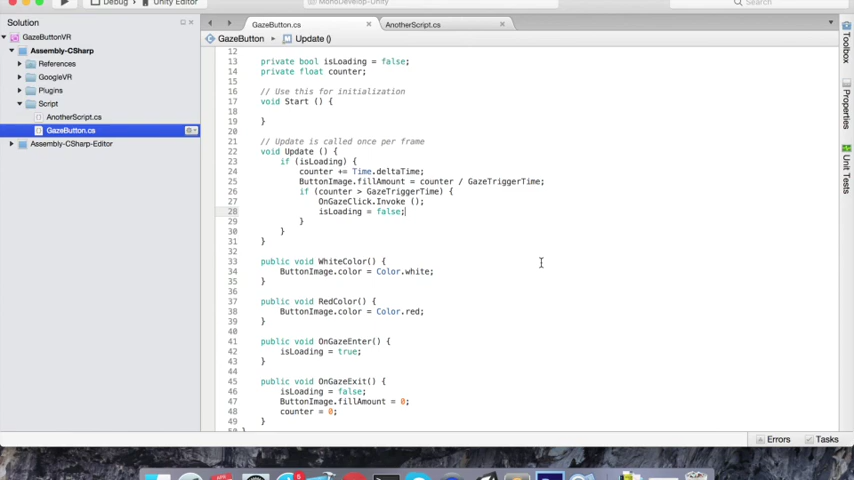 Debug
Unity Editor
MonoDevelop-Unity
Search
Solution
GazeButton.cs
AnotherScript.cs
GazeButton
Update ()
GazeButtonVR
Assembly-CSharp
References
GoogleVR
Plugins
Script
AnotherScript.cs
GazeButton.cs
Assembly-CSharp-Editor
12
13 private bool isLoading = false;
14 private float counter;
15
16 // Use this for initialization
17 void Start () {
18
19 }
20
21 // Update is called once per frame
22 void Update () {
23 if (isLoading) {
24 counter += Time.deltaTime;
25 ButtonImage.fillAmount = counter / GazeTriggerTime;
26 if (counter > GazeTriggerTime) {
27 OnGazeClick.Invoke ();
28 isLoading = false;
29 }
30 }
31 }
32
33 public void WhiteColor() {
34 ButtonImage.color = Color.white;
35 }
36
37 public void RedColor() {
38 ButtonImage.color = Color.red;
39 }
40
41 public void OnGazeEnter() {
42 isLoading = true;
43 }
44
45 public void OnGazeExit() {
46 isLoading = false;
47 ButtonImage.fillAmount = 0;
48 counter = 0;
49 }
50 }
Toolbox
Properties
Unit Tests
Errors
Tasks